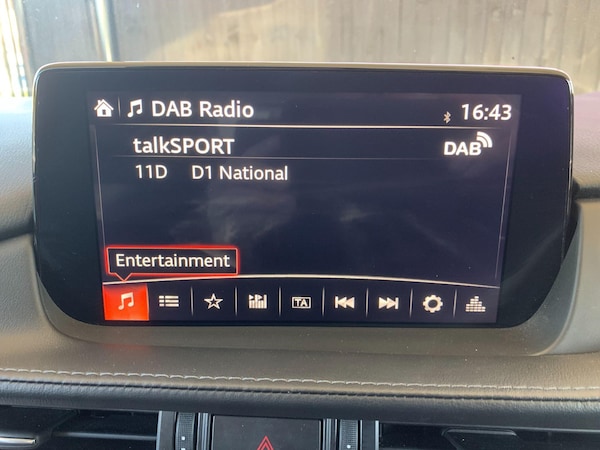 DAB Radio 16:43
talkSPORT DAB
11D D1 National
Entertainment
TA